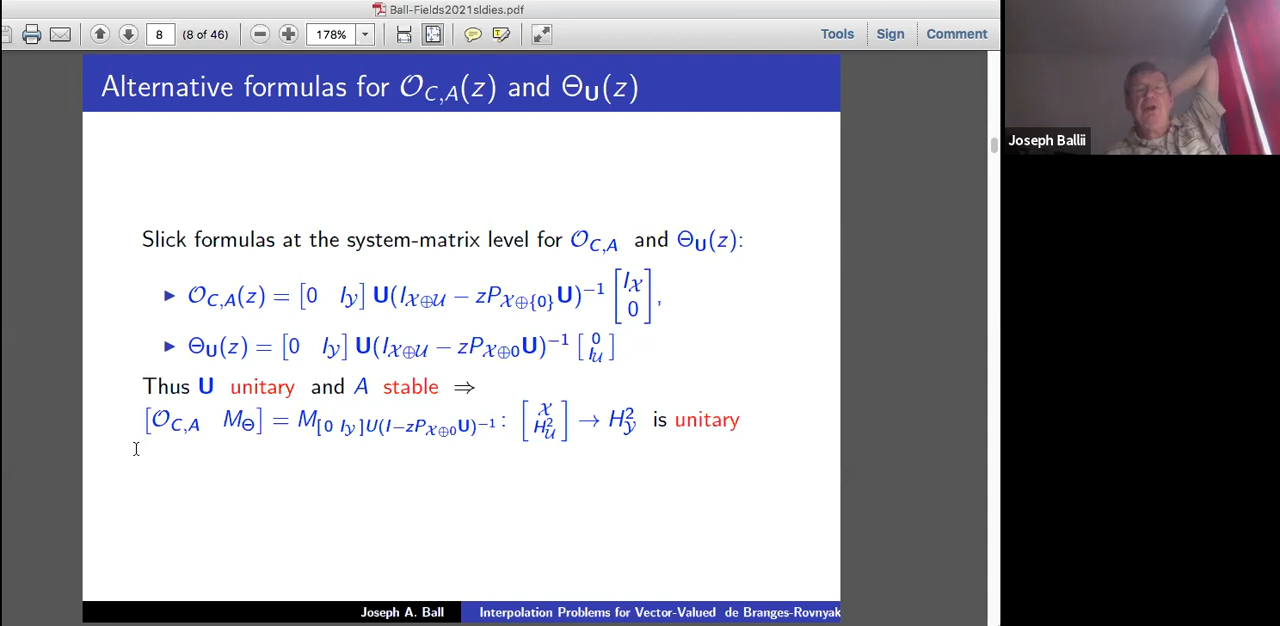 Ball-Fields2021sldies.pdf
8 (8 of 46) 178% Tools Sign Comment
Alternative formulas for 𝒪_{C,A}(z) and Θ_𝐔(z)
Joseph Ballii
Slick formulas at the system-matrix level for 𝒪_{C,A} and Θ_𝐔(z):
▶ 𝒪_{C,A}(z) = [0 I_𝒴] 𝐔(I_{𝒳⊕𝒰} − zP_{𝒳⊕{0}}𝐔)^{−1} [I_𝒳 0],
▶ Θ_𝐔(z) = [0 I_𝒴] 𝐔(I_{𝒳⊕𝒰} − zP_{𝒳⊕0}𝐔)^{−1} [0 I_𝒰]
Thus 𝐔 unitary and A stable ⇒
[𝒪_{C,A} M_Θ] = M_{[0 I_𝒴]U(I−zP_{𝒳⊕0}𝐔)^{−1}} : [𝒳 H²_𝒰] → H²_𝒴 is unitary
Joseph A. Ball Interpolation Problems for Vector-Valued de Branges-Rovnyak